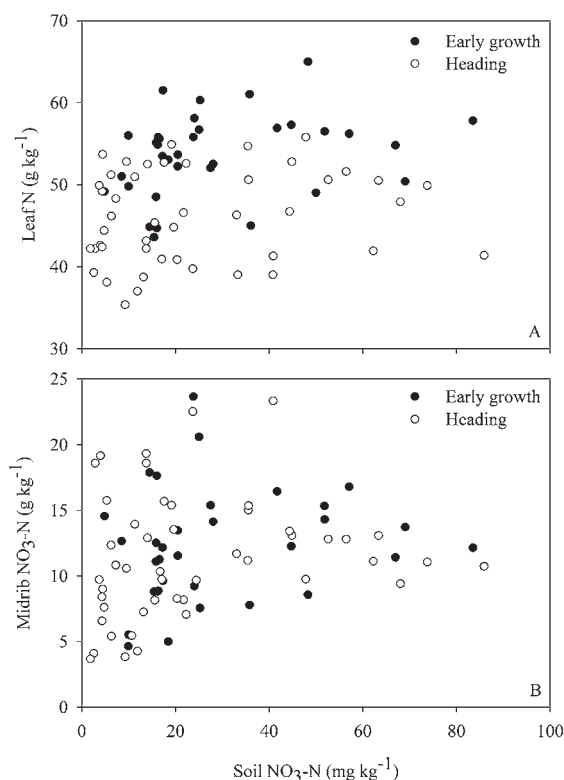 70
60
50
40
30
Leaf N (g kg⁻¹)
Early growth
Heading
A
25
20
15
10
5
0
Midrib NO₃-N (g kg⁻¹)
Early growth
Heading
B
0 20 40 60 80 100
Soil NO₃-N (mg kg⁻¹)